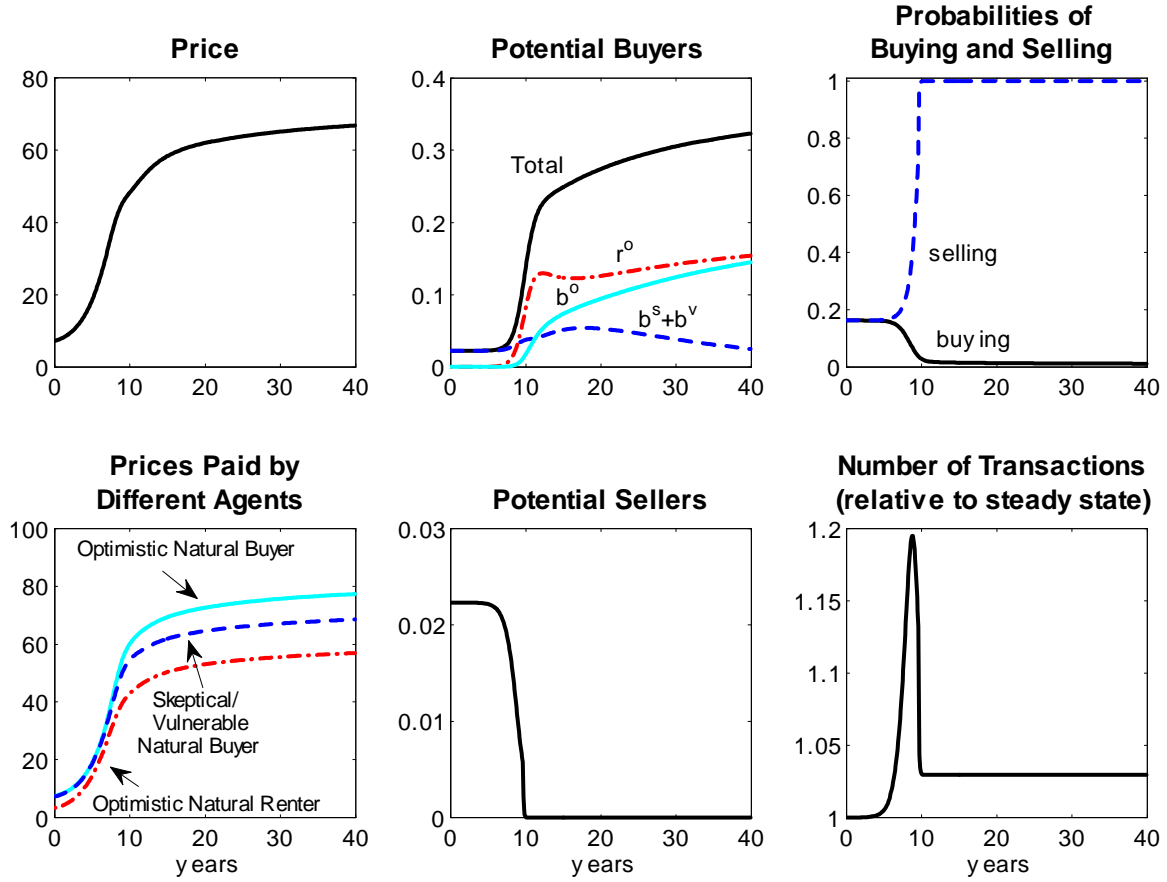 Price
80
60
40
20
0
0 10 20 30 40
Potential Buyers
0.4
0.3
0.2
0.1
0
0 10 20 30 40
Total
r^o
b^o
b^s+b^v
Probabilities of
Buying and Selling
1
0.8
0.6
0.4
0.2
0
0 10 20 30 40
selling
buying
Prices Paid by
Different Agents
100
80
60
40
20
0
0 10 20 30 40
years
Optimistic Natural Buyer
Skeptical/
Vulnerable
Natural Buyer
Optimistic Natural Renter
Potential Sellers
0.03
0.02
0.01
0
0 10 20 30 40
years
Number of Transactions
(relative to steady state)
1.2
1.15
1.1
1.05
1
0 10 20 30 40
years